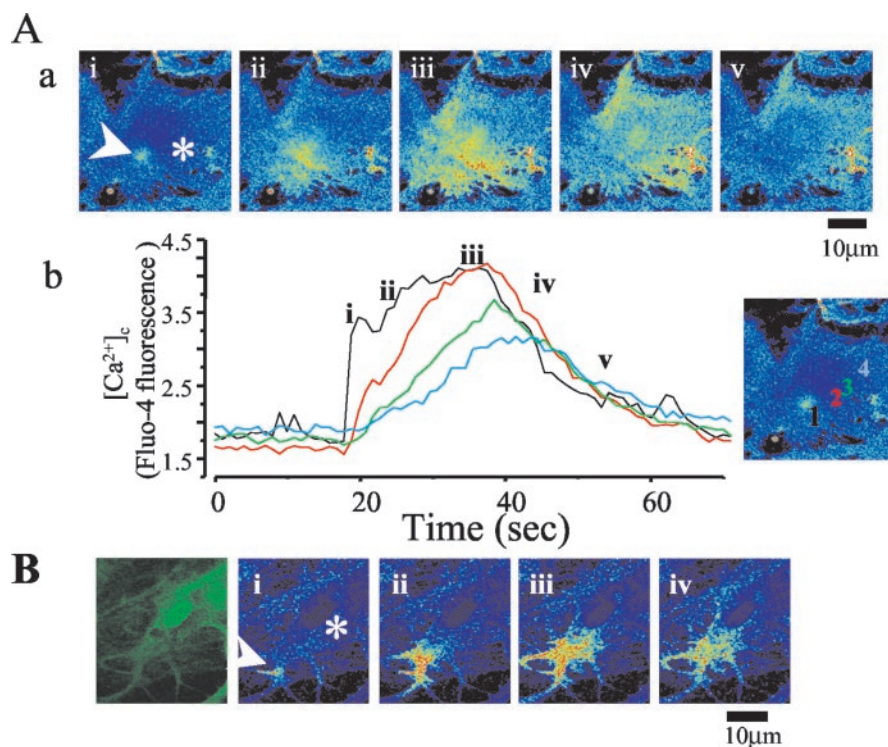 A
a
i ii iii iv v
*
10μm
b
[Ca²⁺]c
(Fluo-4 fluorescence)
4.5
3.5
2.5
1.5
i ii iii iv v
0 20 40 60
Time (sec)
1 2 3 4
B
i ii iii iv
*
10μm